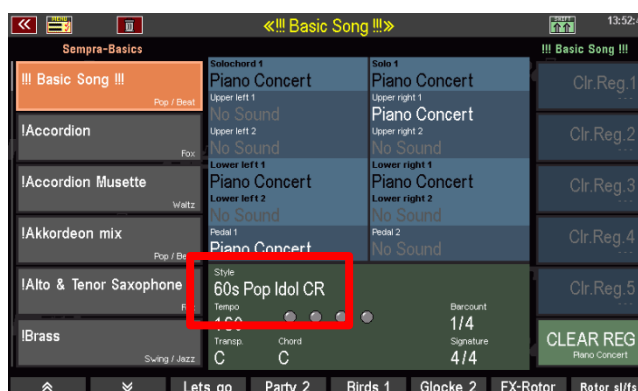 MENU
«!!! Basic Song !!!»
SHIFT
13:52:4
Sempra-Basics
!!! Basic Song !!!
!!! Basic Song !!!
Pop / Beat
!Accordion
Fox
!Accordion Musette
Waltz
!Akkordeon mix
Pop / Be
!Alto & Tenor Saxophone
!Brass
Swing / Jazz
Solochord 1
Piano Concert
Solo 1
Piano Concert
Upper left 1
No Sound
Upper right 1
Piano Concert
Upper left 2
No Sound
Upper right 2
No Sound
Lower left 1
Piano Concert
Lower right 1
Piano Concert
Lower left 2
No Sound
Lower right 2
No Sound
Pedal 1
Piano Concert
Pedal 2
No Sound
Style
60s Pop Idol CR
Tempo
160
Barcount
1/4
Transp.
C
Chord
C
Signature
4/4
Clr.Reg.1
Clr.Reg.2
Clr.Reg.3
Clr.Reg.4
Clr.Reg.5
CLEAR REG
Piano Concert
Lets go
Party 2
Birds 1
Glocke 2
FX-Rotor
Rotor sl/fs